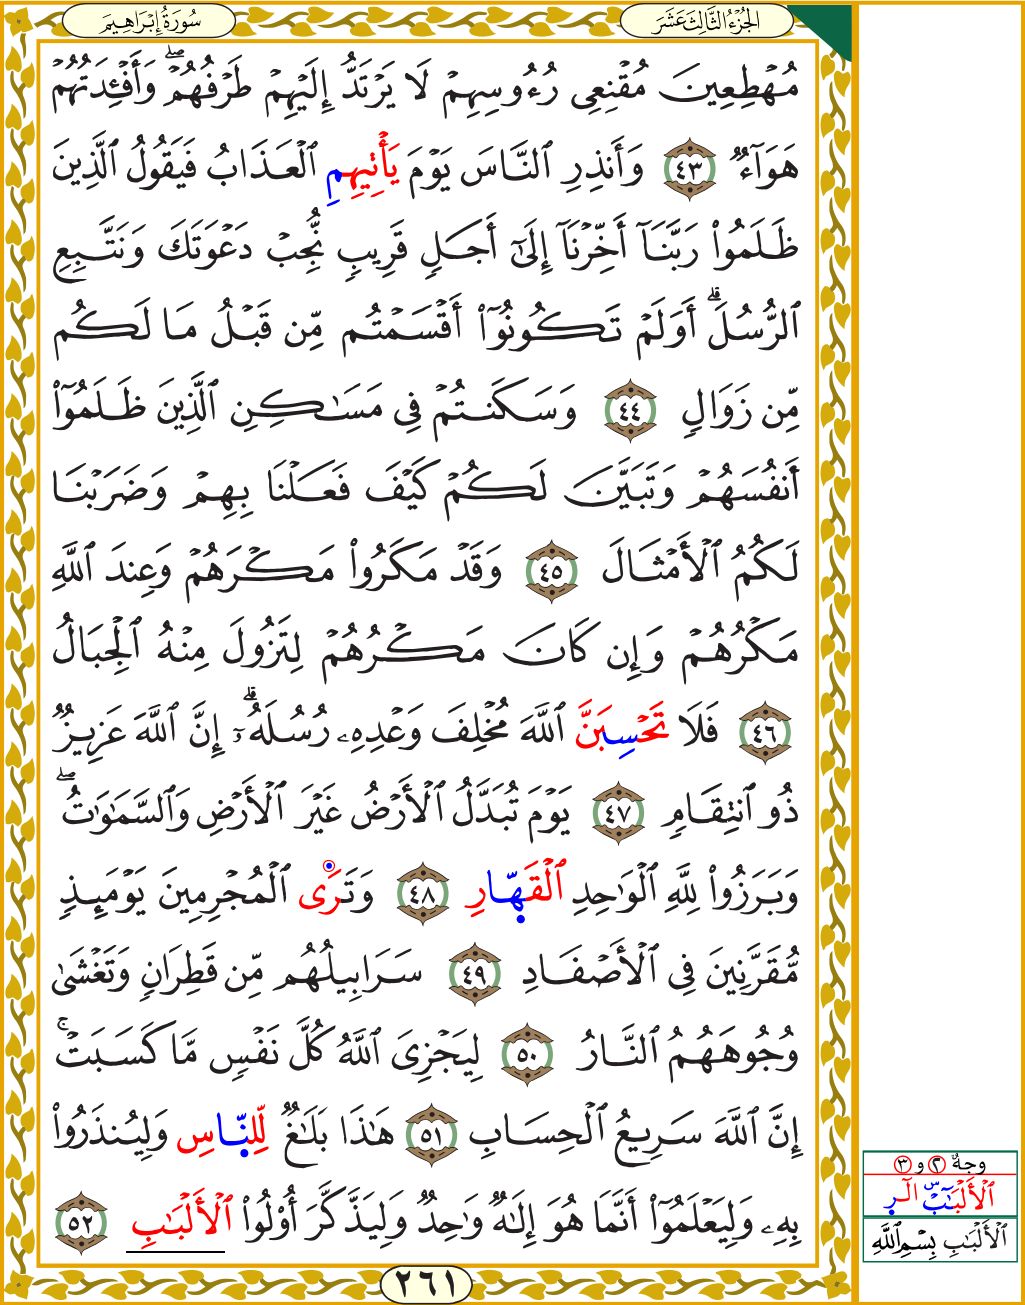 سُورَةُ إِبْرَاهِيمَ
الجُزْءُ الثَّالِثَ عَشَرَ
مُهۡطِعِينَ مُقۡنِعِي رُءُوسِهِمۡ لَا يَرۡتَدُّ إِلَيۡهِمۡ طَرۡفُهُمۡۖ وَأَفۡـِٔدَتُهُمۡ
هَوَآءٞ ٤٣ وَأَنذِرِ ٱلنَّاسَ يَوۡمَ يَأۡتِيهِمِ ٱلۡعَذَابُ فَيَقُولُ ٱلَّذِينَ
ظَلَمُواْ رَبَّنَآ أَخِّرۡنَآ إِلَىٰٓ أَجَلٖ قَرِيبٖ نُّجِبۡ دَعۡوَتَكَ وَنَتَّبِعِ
ٱلرُّسُلَۗ أَوَلَمۡ تَكُونُوٓاْ أَقۡسَمۡتُم مِّن قَبۡلُ مَا لَكُم
مِّن زَوَالٖ ٤٤ وَسَكَنتُمۡ فِي مَسَٰكِنِ ٱلَّذِينَ ظَلَمُوٓاْ
أَنفُسَهُمۡ وَتَبَيَّنَ لَكُمۡ كَيۡفَ فَعَلۡنَا بِهِمۡ وَضَرَبۡنَا
لَكُمُ ٱلۡأَمۡثَالَ ٤٥ وَقَدۡ مَكَرُواْ مَكۡرَهُمۡ وَعِندَ ٱللَّهِ
مَكۡرُهُمۡ وَإِن كَانَ مَكۡرُهُمۡ لِتَزُولَ مِنۡهُ ٱلۡجِبَالُ
٤٦ فَلَا تَحۡسِبَنَّ ٱللَّهَ مُخۡلِفَ وَعۡدِهِۦ رُسُلَهُۥٓۗ إِنَّ ٱللَّهَ عَزِيزٞ
ذُو ٱنتِقَامٖ ٤٧ يَوۡمَ تُبَدَّلُ ٱلۡأَرۡضُ غَيۡرَ ٱلۡأَرۡضِ وَٱلسَّمَٰوَٰتُۖ
وَبَرَزُواْ لِلَّهِ ٱلۡوَٰحِدِ ٱلۡقَهَّارِ ٤٨ وَتَرَى ٱلۡمُجۡرِمِينَ يَوۡمَئِذٖ
مُّقَرَّنِينَ فِي ٱلۡأَصۡفَادِ ٤٩ سَرَابِيلُهُم مِّن قَطِرَانٖ وَتَغۡشَىٰ
وُجُوهَهُمُ ٱلنَّارُ ٥٠ لِيَجۡزِيَ ٱللَّهُ كُلَّ نَفۡسٖ مَّا كَسَبَتۡۚ
إِنَّ ٱللَّهَ سَرِيعُ ٱلۡحِسَابِ ٥١ هَٰذَا بَلَٰغٞ لِّلنَّاسِ وَلِيُنذَرُواْ
بِهِۦ وَلِيَعۡلَمُوٓاْ أَنَّمَا هُوَ إِلَٰهٞ وَٰحِدٞ وَلِيَذَّكَّرَ أُوْلُواْ ٱلۡأَلۡبَٰبِ ٥٢
وجهٌ ٢ و ٣
ٱلۡأَلۡبَٰبِۜ الٓر
ٱلۡأَلۡبَٰبِ بِسۡمِ ٱللَّهِ
٢٦١